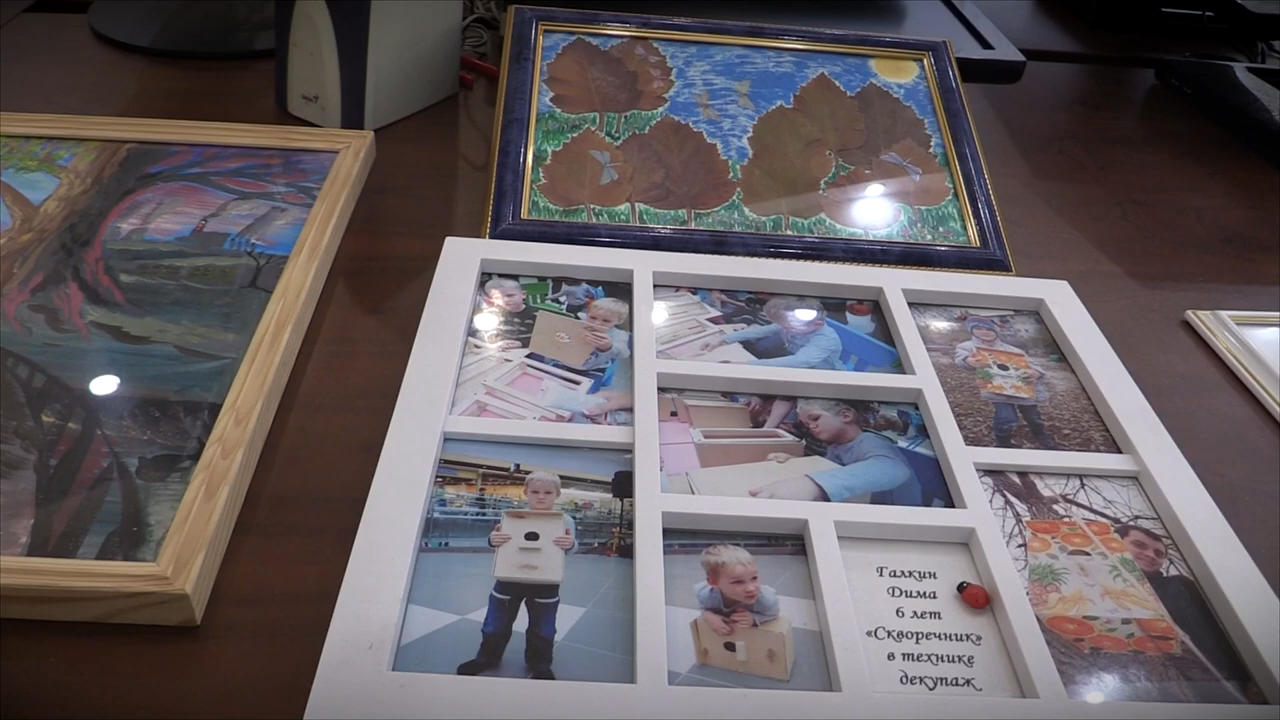 Галкин
Дима
6 лет
«Скворечник»
в технике
декупаж